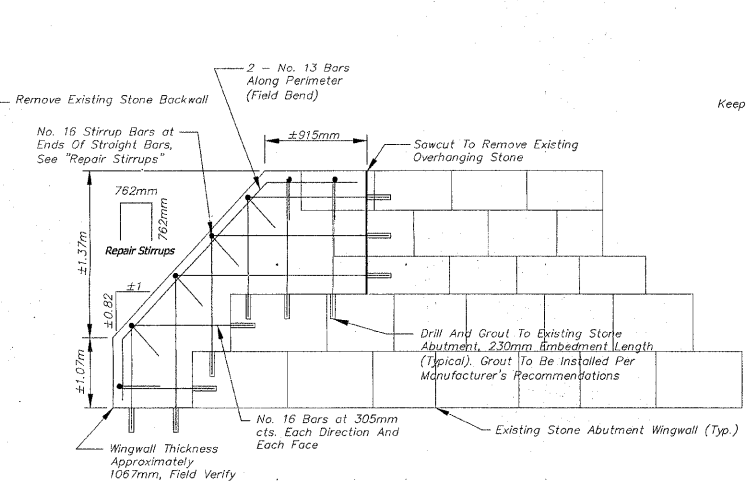 2 - No. 13 Bars
Along Perimeter
(Field Bend)
Remove Existing Stone Backwall
Keep
No. 16 Stirrup Bars at
Ends Of Straight Bars,
See "Repair Stirrups"
±915mm
Sawcut To Remove Existing
Overhanging Stone
762mm
762mm
Repair Stirrups
±1.37m
±1
±0.82
±1.07m
Drill And Grout To Existing Stone
Abutment, 230mm Embedment Length
(Typical). Grout To Be Installed Per
Manufacturer's Recommendations
No. 16 Bars at 305mm
cts. Each Direction And
Each Face
Existing Stone Abutment Wingwall (Typ.)
Wingwall Thickness
Approximately
1067mm, Field Verify